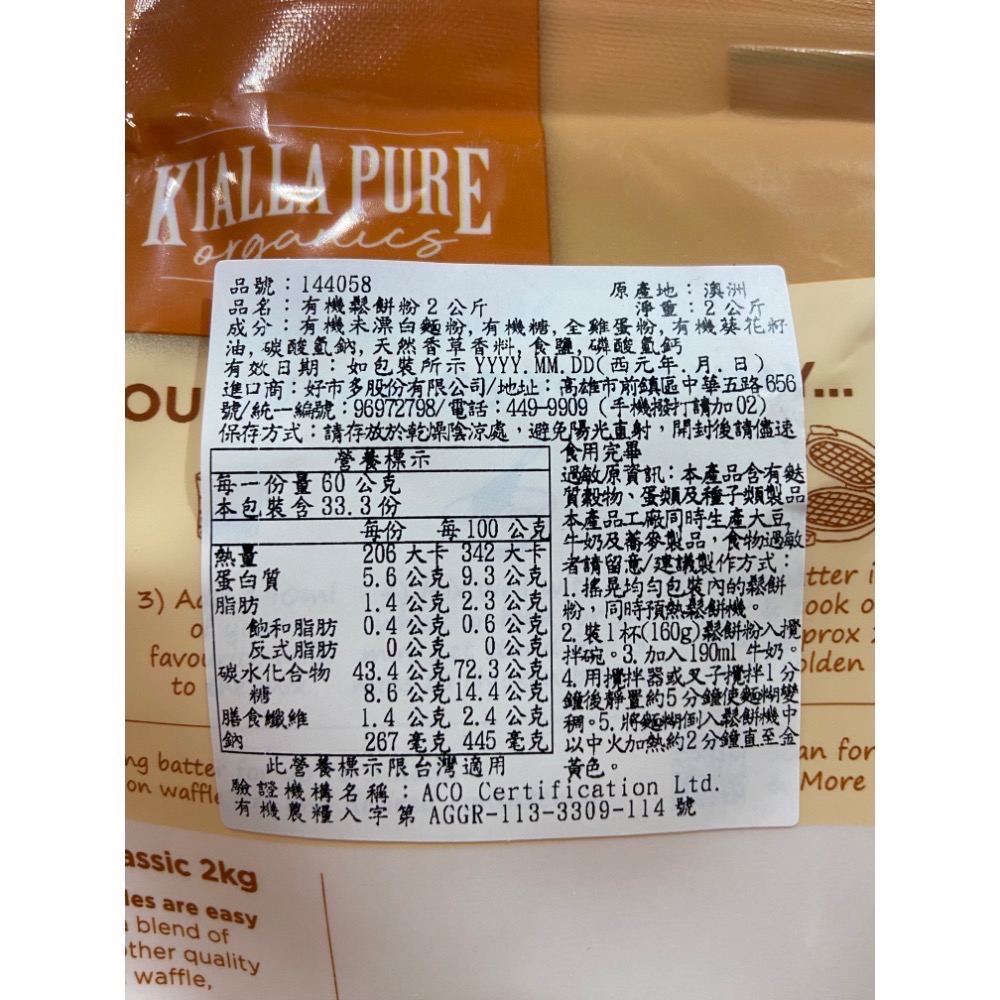 KIALLA PURE
organics
品號：144058
原產地：澳洲
品名：有機鬆餅粉２公斤
淨重：２公斤
成分：有機未漂白麵粉, 有機糖, 全雞蛋粉, 有機葵花籽
油, 碳酸氫鈉, 天然香草香料, 食鹽, 磷酸氫鈣
有效日期：如包裝所示 YYYY.MM.DD(西元年.月.日)
進口商：好市多股份有限公司/地址：高雄市前鎮區中華五路656
號/統一編號：96972798/電話：449-9909 (手機撥打請加02)
保存方式：請存放於乾燥陰涼處，避免陽光直射，開封後請儘速
食用完畢
營養標示
每一份量 60 公克
本包裝含 33.3 份
每份 每 100 公克
熱量 206 大卡 342 大卡
蛋白質 5.6 公克 9.3 公克
脂肪 1.4 公克 2.3 公克
飽和脂肪 0.4 公克 0.6 公克
反式脂肪 0 公克 0 公克
碳水化合物 43.4 公克 72.3 公克
糖 8.6 公克 14.4 公克
膳食纖維 1.4 公克 2.4 公克
鈉 267 毫克 445 毫克
此營養標示限台灣適用
過敏原資訊：本產品含有麩
質穀物、蛋類及種子類製品
本產品工廠同時生產大豆,
牛奶及蕎麥製品，食物過敏
者請留意/建議製作方式：
1. 搖晃均勻包裝內的鬆餅
粉，同時預熱鬆餅機。
2. 裝1杯(160g)鬆餅粉入攪
拌碗。3. 加入190ml 牛奶。
4. 用攪拌器或叉子攪拌1分
鐘後靜置約5分鐘使麵糊變
稠。5. 將麵糊倒入鬆餅機中
以中火加熱約2分鐘直至金
黃色。
驗證機構名稱：ACO Certification Ltd.
有機農糧入字第 AGGR-113-3309-114 號
OU
...
3)
favou
to
ng batte
on waffle
tter i
ook o
prox
olden
an for
More
assic 2kg
les are easy
blend of
ther quality
waffle,